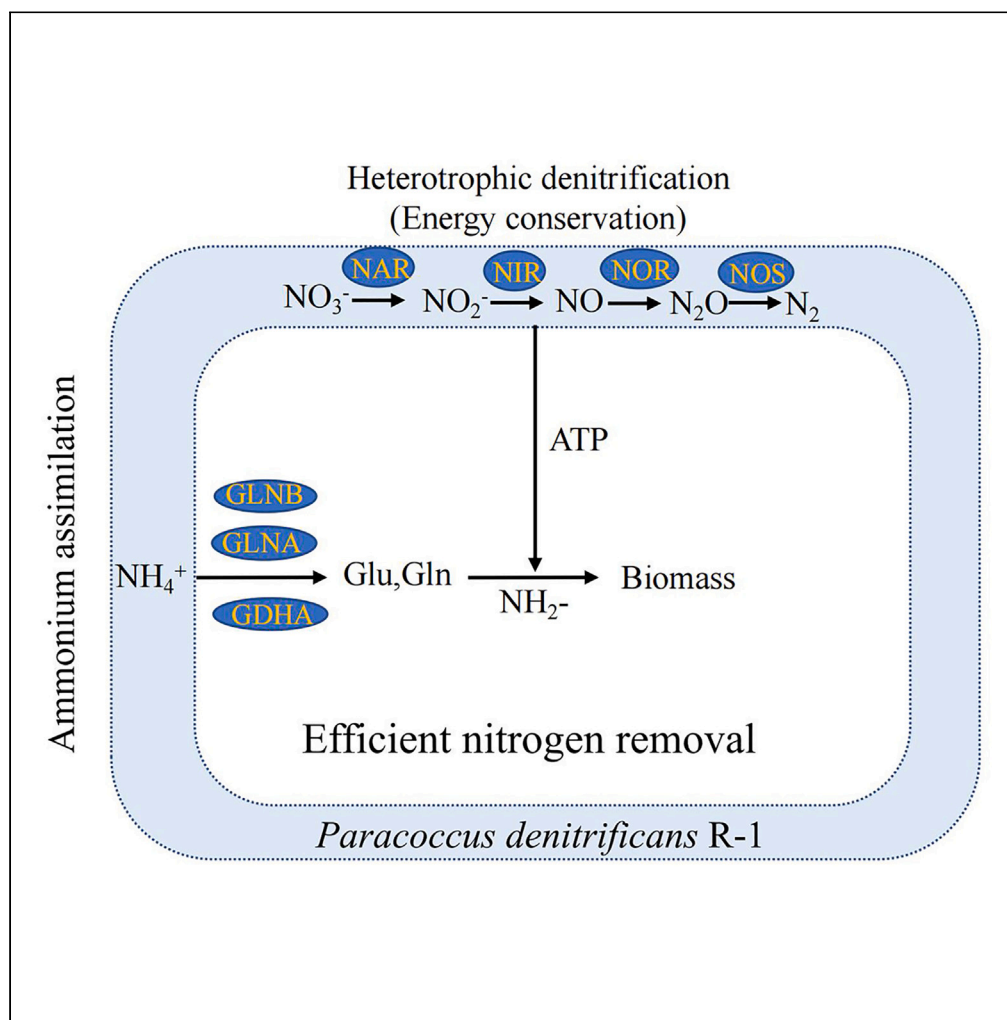 Heterotrophic denitrification
(Energy conservation)
NAR NIR NOR NOS
NO₃⁻ NO₂⁻ NO N₂O N₂
ATP
Ammonium assimilation
GLNB
GLNA
NH₄⁺ Glu,Gln Biomass
NH₂-
GDHA
Efficient nitrogen removal
Paracoccus denitrificans R-1